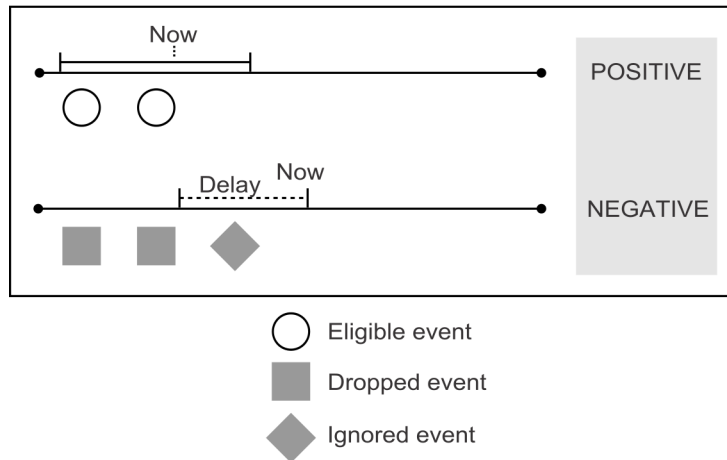 Now
POSITIVE
Now
Delay
NEGATIVE
Eligible event
Dropped event
Ignored event